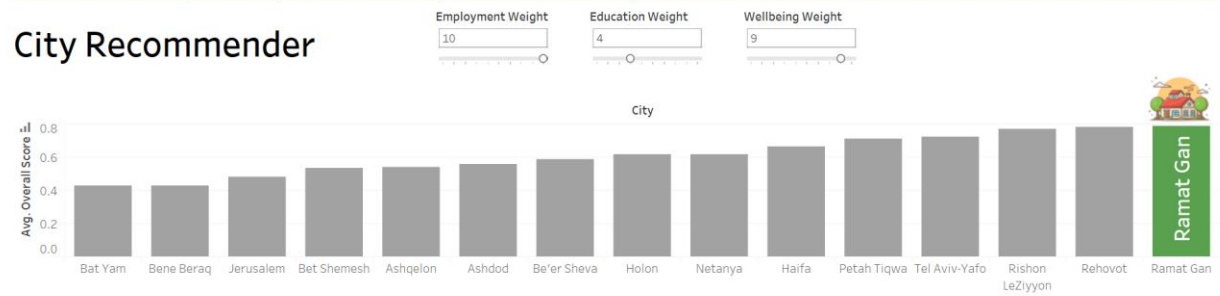 City Recommender
Employment Weight
10
Education Weight
4
Wellbeing Weight
9
City
Avg. Overall Score
0.8
0.6
0.4
0.2
0.0
Ramat Gan
Bat Yam
Bene Beraq
Jerusalem
Bet Shemesh
Ashqelon
Ashdod
Be'er Sheva
Holon
Netanya
Haifa
Petah Tiqwa
Tel Aviv-Yafo
Rishon
LeZiyyon
Rehovot
Ramat Gan